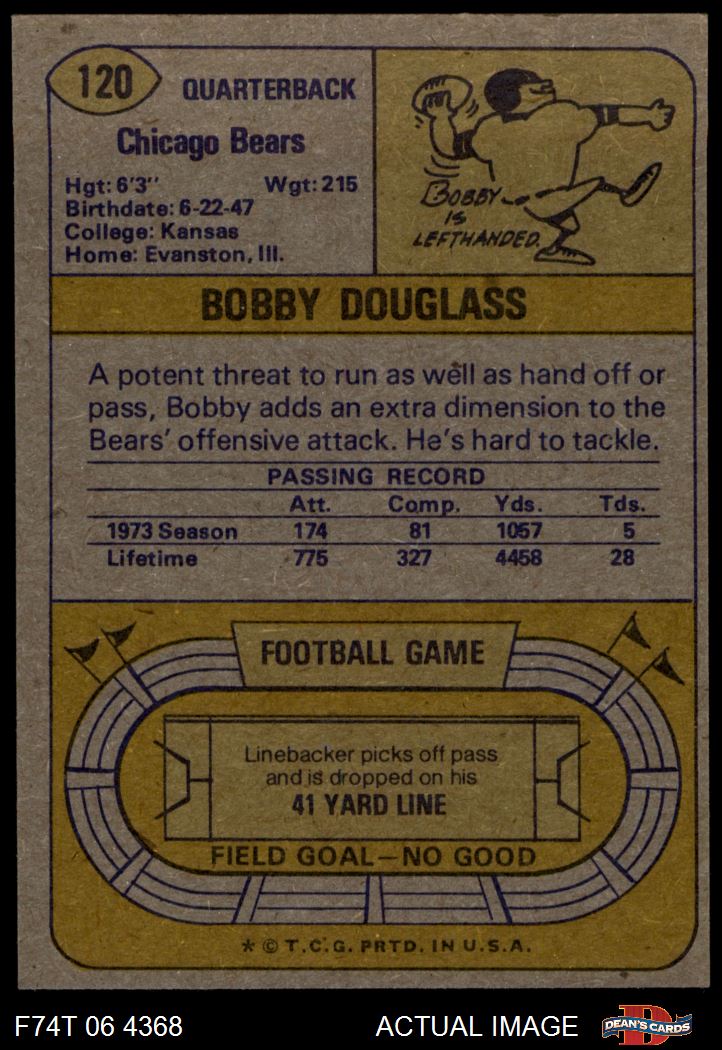 120
QUARTERBACK
Chicago Bears
Hgt: 6'3" Wgt: 215
Birthdate: 6-22-47
College: Kansas
Home: Evanston, Ill.
BOBBY
IS
LEFTHANDED.
BOBBY DOUGLASS
A potent threat to run as well as hand off or
pass, Bobby adds an extra dimension to the
Bears' offensive attack. He's hard to tackle.
PASSING RECORD
Att. Comp. Yds. Tds.
1973 Season 174 81 1057 5
Lifetime 775 327 4458 28
FOOTBALL GAME
Linebacker picks off pass
and is dropped on his
41 YARD LINE
FIELD GOAL—NO GOOD
* © T.C.G. PRTD. IN U.S.A.
F74T 06 4368 ACTUAL IMAGE D DEAN'S CARDS